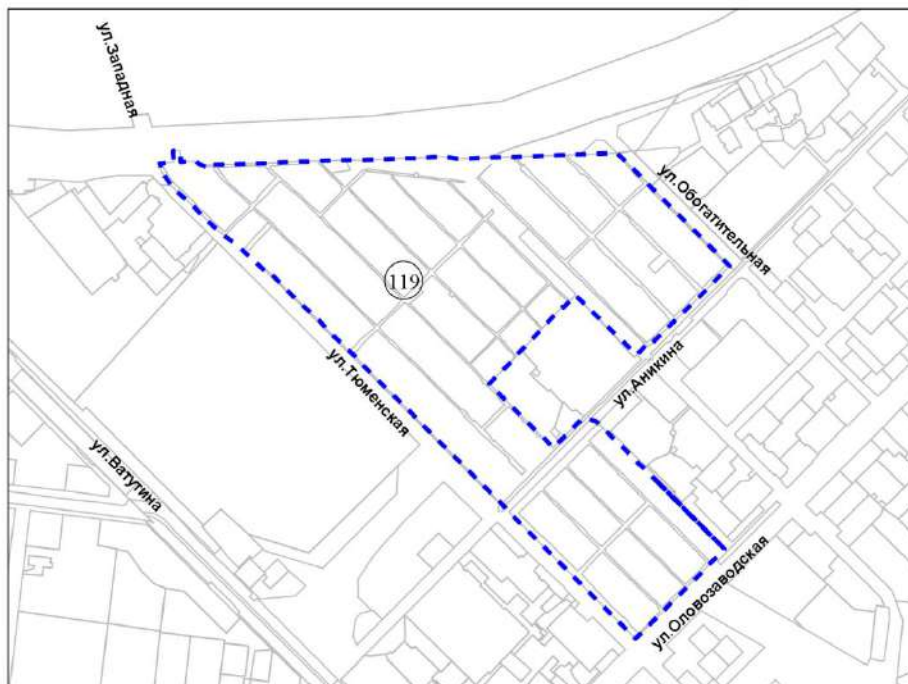 ул.Западная
ул.Обогатительная
119
ул.Аникина
ул.Тюменская
ул.Ватутина
ул.Оловозаводская